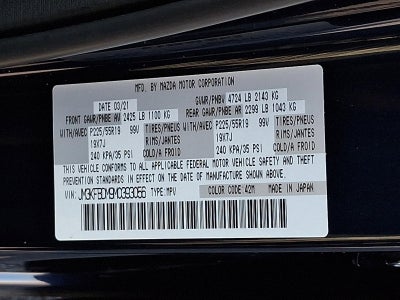 MFD. BY MAZDA MOTOR CORPORATION
DATE 03/21 GVWR/PNBV 4724 LB 2143 KG
FRONT GAWR/PNBE AV 2425 LB 1100 KG REAR GAWR/PNBE AR 2299 LB 1043 KG
WITH/AVEC P225/55R19 99V TIRES/PNEUS WITH/AVEC P225/55R19 99V TIRES/PNEUS
19X7J RIMS/JANTES 19X7J RIMS/JANTES
240 KPA/35 PSI COLD/A FROID 240 KPA/35 PSI COLD/A FROID
THIS VEHICLE CONFORMS TO ALL APPLICABLE FEDERAL MOTOR VEHICLE SAFETY AND THEFT
PREVENTION STANDARDS IN EFFECT ON THE DATE OF MANUFACTURE SHOWN ABOVE.
VIN: JM3KFBDY9M0393056 TYPE: MPV COLOR CODE: 42M MADE IN JAPAN